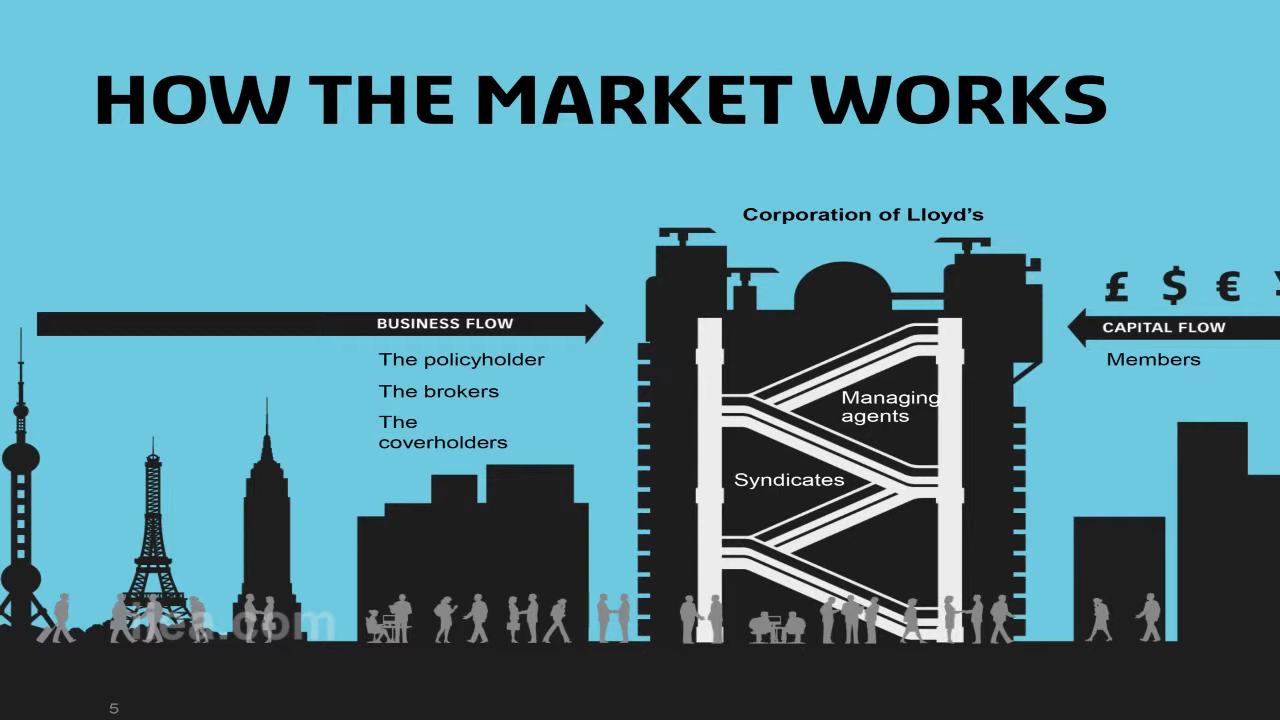 HOW THE MARKET WORKS
Corporation of Lloyd's
£ $ €
BUSINESS FLOW
CAPITAL FLOW
The policyholder
Members
The brokers
The
coverholders
Managing
agents
Syndicates
.com
5